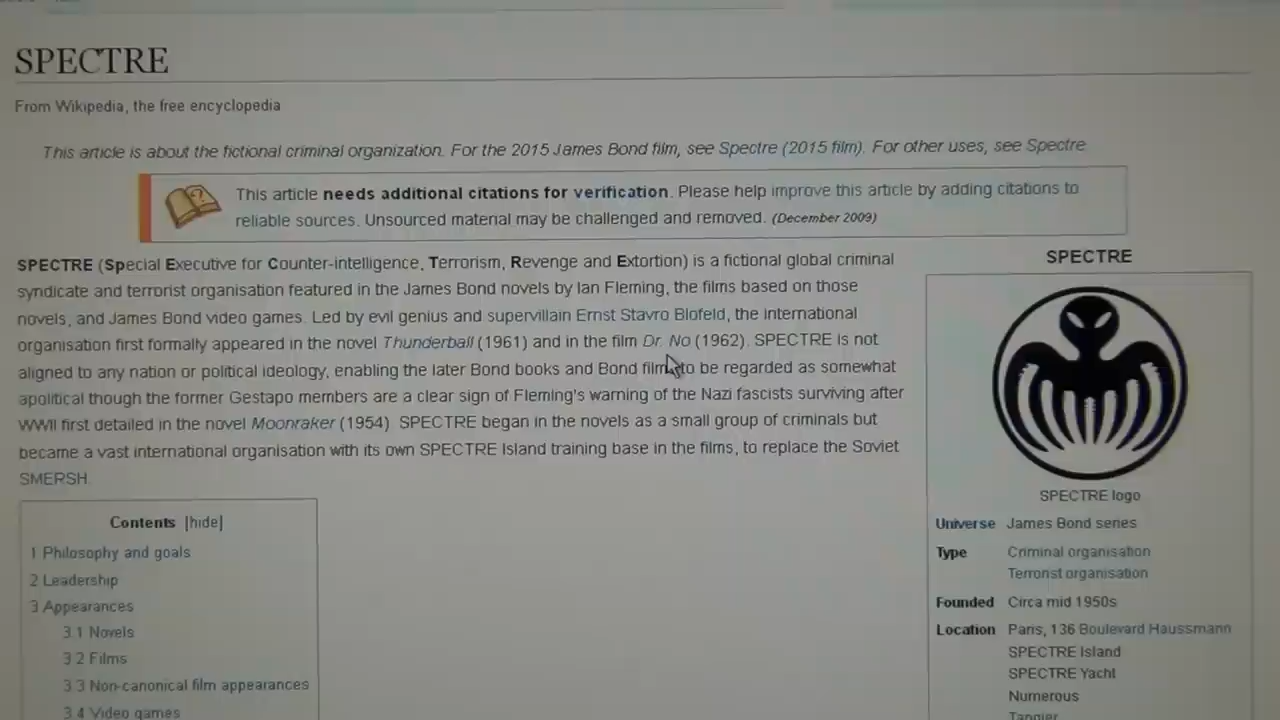 SPECTRE
From Wikipedia, the free encyclopedia
This article is about the fictional criminal organization. For the 2015 James Bond film, see Spectre (2015 film). For other uses, see Spectre
This article needs additional citations for verification. Please help improve this article by adding citations to
reliable sources. Unsourced material may be challenged and removed. (December 2009)
SPECTRE (Special Executive for Counter-intelligence, Terrorism, Revenge and Extortion) is a fictional global criminal
syndicate and terrorist organisation featured in the James Bond novels by Ian Fleming, the films based on those
novels, and James Bond video games. Led by evil genius and supervillain Ernst Stavro Blofeld, the international
organisation first formally appeared in the novel Thunderball (1961) and in the film Dr. No (1962). SPECTRE is not
aligned to any nation or political ideology, enabling the later Bond books and Bond films to be regarded as somewhat
apolitical though the former Gestapo members are a clear sign of Fleming's warning of the Nazi fascists surviving after
WWII first detailed in the novel Moonraker (1954) SPECTRE began in the novels as a small group of criminals but
became a vast international organisation with its own SPECTRE Island training base in the films, to replace the Soviet
SMERSH.
Contents [hide]
1 Philosophy and goals
2 Leadership
3 Appearances
3.1 Novels
3.2 Films
3.3 Non-canonical film appearances
3.4 Video games
SPECTRE
SPECTRE logo
Universe James Bond series
Type Criminal organisation
Terrorist organisation
Founded Circa mid 1950s
Location Paris, 136 Boulevard Haussmann
SPECTRE Island
SPECTRE Yacht
Numerous
Tangier